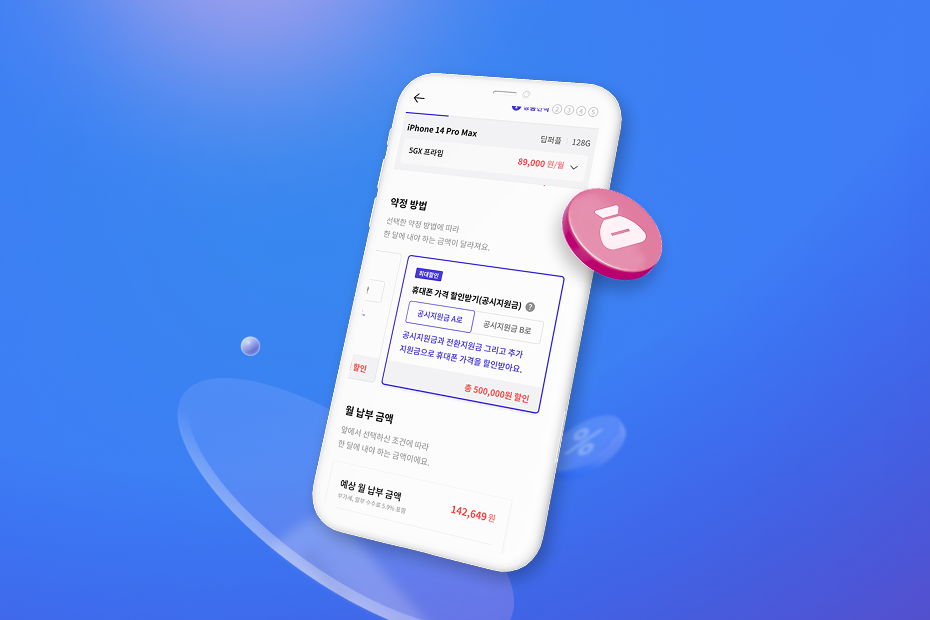 2 3 4 5
iPhone 14 Pro Max
딥퍼플 | 128G
5GX 프라임
89,000 원/월
약정 방법
선택한 약정 방법에 따라
한 달에 내야 하는 금액이 달라져요.
최대할인
휴대폰 가격 할인받기(공시지원금) ?
공시지원금 A로
공시지원금 B로
공시지원금과 전환지원금 그리고 추가
지원금으로 휴대폰 가격을 할인받아요.
할인
총 500,000원 할인
월 납부 금액
앞에서 선택하신 조건에 따라
한 달에 내야 하는 금액이에요.
예상 월 납부 금액
부가세, 할부 수수료 5.9% 포함
142,649 원
%